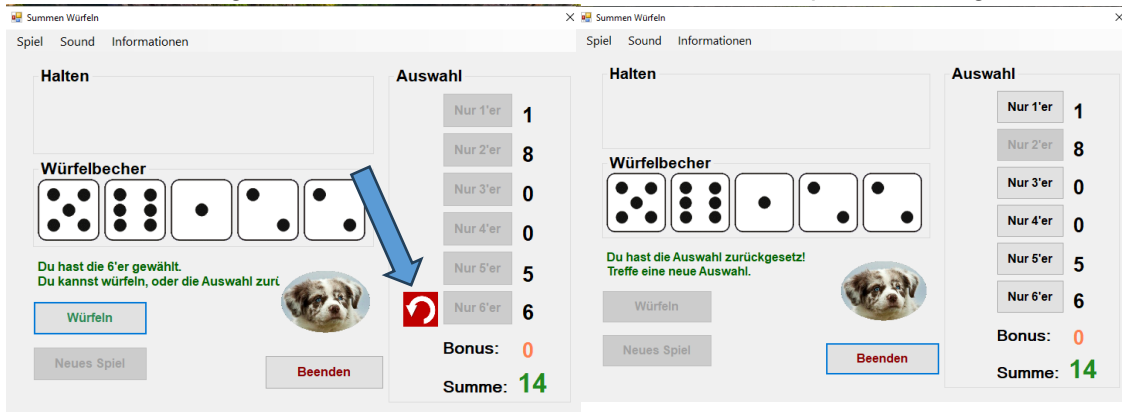 Summen Würfeln
Spiel Sound Informationen
Halten
Auswahl
Nur 1'er 1
Nur 2'er 8
Würfelbecher
Nur 3'er 0
Nur 4'er 0
Du hast die 6'er gewählt.
Du kannst würfeln, oder die Auswahl zurü
Nur 5'er 5
Nur 6'er 6
Würfeln
Neues Spiel
Beenden
Bonus: 0
Summe: 14
Summen Würfeln
Spiel Sound Informationen
Halten
Auswahl
Nur 1'er 1
Nur 2'er 8
Würfelbecher
Nur 3'er 0
Nur 4'er 0
Du hast die Auswahl zurückgesetz!
Treffe eine neue Auswahl.
Nur 5'er 5
Nur 6'er 6
Würfeln
Neues Spiel
Beenden
Bonus: 0
Summe: 14